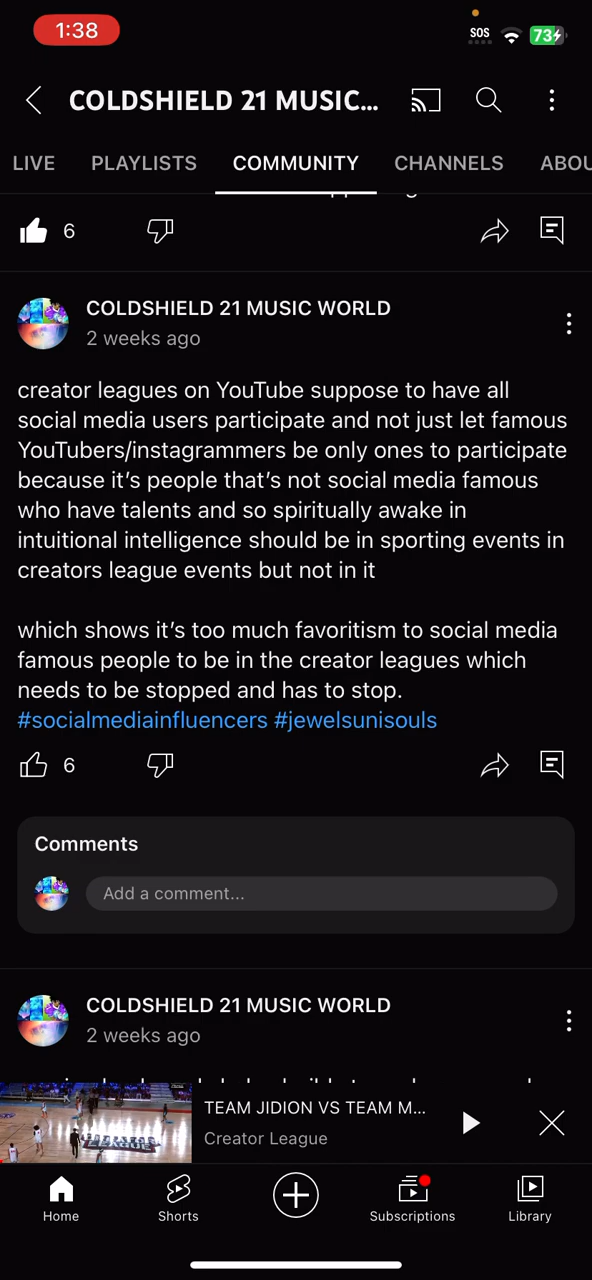 1:38
SOS
73
COLDSHIELD 21 MUSIC...
LIVE
PLAYLISTS
COMMUNITY
CHANNELS
ABOU
6
COLDSHIELD 21 MUSIC WORLD
2 weeks ago
creator leagues on YouTube suppose to have all
social media users participate and not just let famous
YouTubers/instagrammers be only ones to participate
because it’s people that’s not social media famous
who have talents and so spiritually awake in
intuitional intelligence should be in sporting events in
creators league events but not in it
which shows it’s too much favoritism to social media
famous people to be in the creator leagues which
needs to be stopped and has to stop.
#socialmediainfluencers #jewelsunisouls
6
Comments
Add a comment...
COLDSHIELD 21 MUSIC WORLD
2 weeks ago
TEAM JIDION VS TEAM M...
Creator League
Home
Shorts
Subscriptions
Library